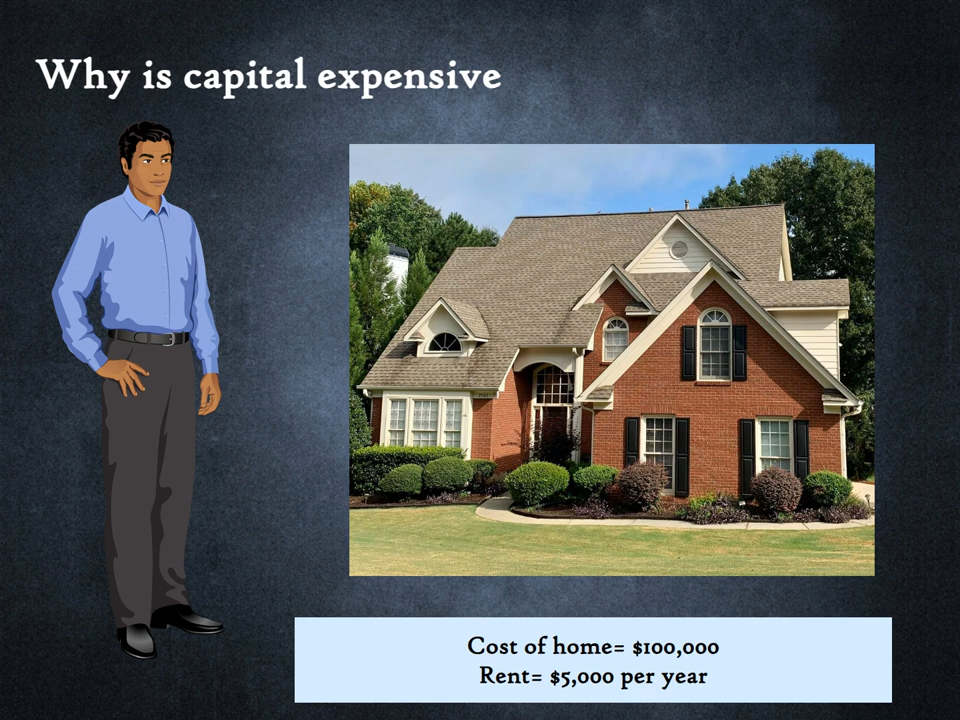 Why is capital expensive
Cost of home= $100,000
Rent= $5,000 per year